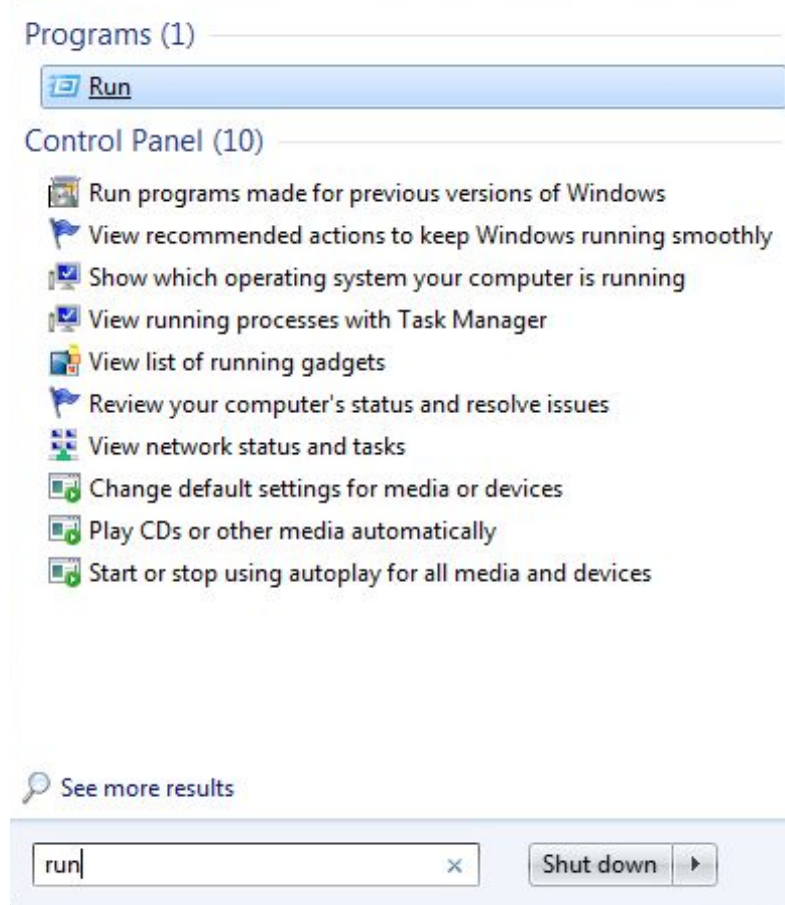 Programs (1)
Run
Control Panel (10)
Run programs made for previous versions of Windows
View recommended actions to keep Windows running smoothly
Show which operating system your computer is running
View running processes with Task Manager
View list of running gadgets
Review your computer's status and resolve issues
View network status and tasks
Change default settings for media or devices
Play CDs or other media automatically
Start or stop using autoplay for all media and devices
See more results
run Shut down